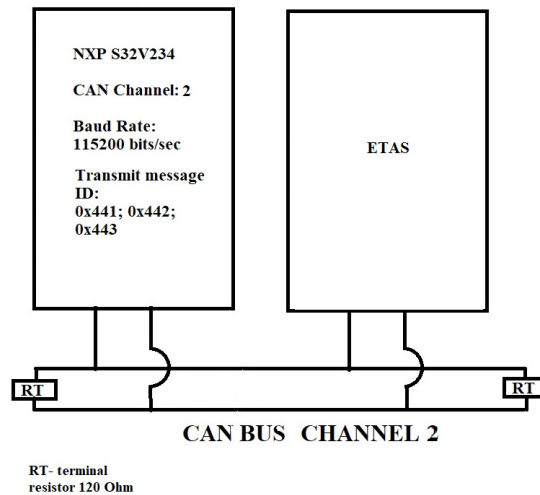 NXP S32V234
CAN Channel: 2
Baud Rate:
115200 bits/sec
Transmit message
ID:
0x441; 0x442;
0x443
ETAS
RT
RT
CAN BUS CHANNEL 2
RT- terminal
resistor 120 Ohm